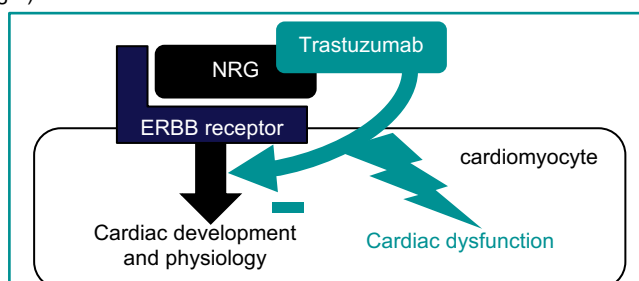 Trastuzumab
NRG
ERBB receptor
cardiomyocyte
Cardiac development
and physiology
Cardiac dysfunction